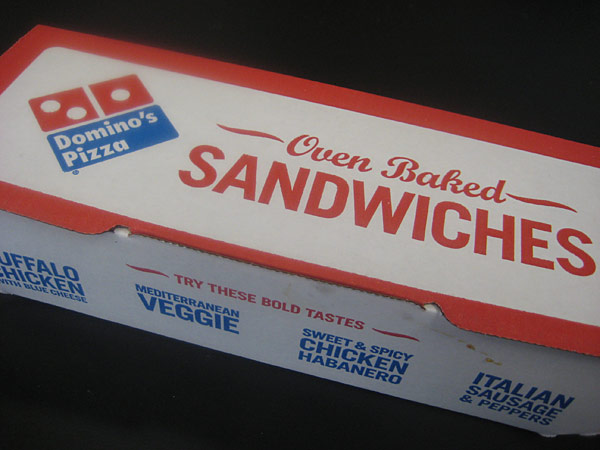 Domino's
Pizza
Oven Baked
SANDWICHES
TRY THESE BOLD TASTES
UFFALO
CHICKEN
WITH BLUE CHEESE
MEDITERRANEAN
VEGGIE
SWEET & SPICY
CHICKEN
HABANERO
ITALIAN
SAUSAGE
& PEPPERS